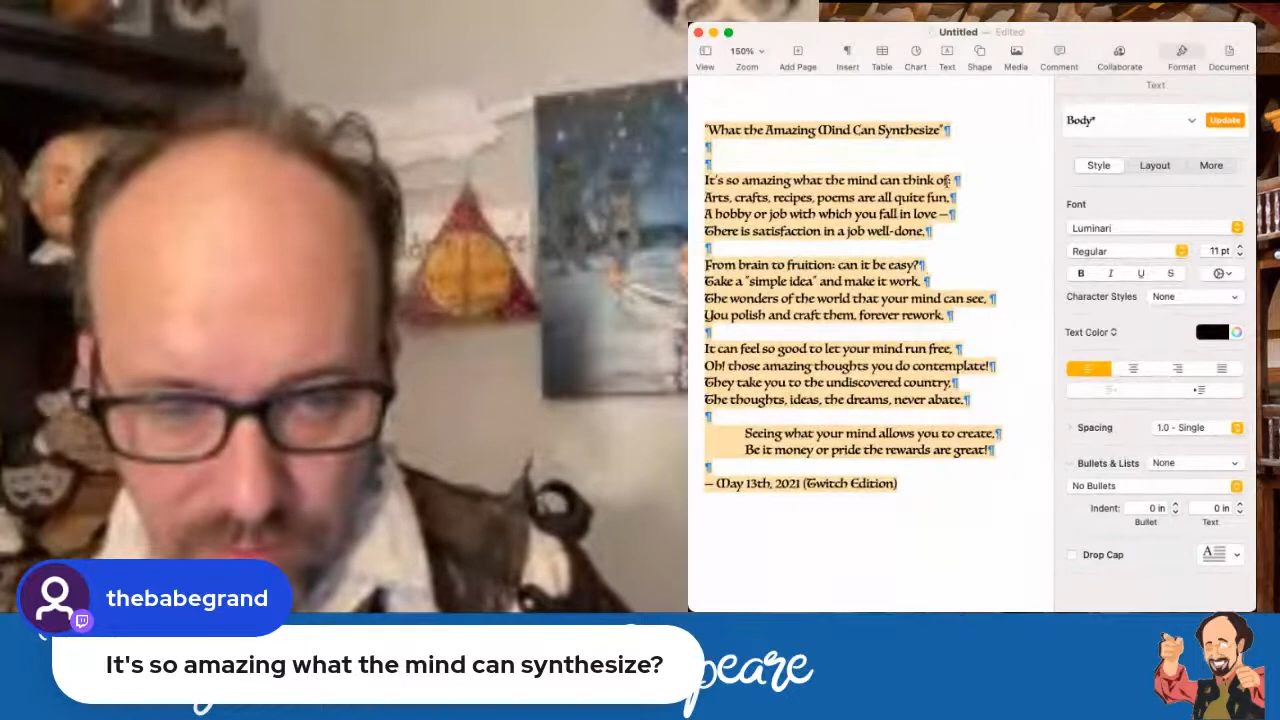 Untitled — Edited
150%
View Zoom Add Page Insert Table Chart Text Shape Media Comment Collaborate Format Document
Text
Body*
Update
Style Layout More
Font
Luminari
Regular 11 pt
B I U S
Character Styles None
Text Color
Spacing 1.0 - Single
Bullets & Lists None
No Bullets
Indent: 0 in 0 in
Bullet Text
Drop Cap
"What the Amazing Mind Can Synthesize"¶
¶
¶
It's so amazing what the mind can think of: ¶
Arts, crafts, recipes, poems are all quite fun,¶
A hobby or job with which you fall in love —¶
There is satisfaction in a job well-done.¶
¶
From brain to fruition: can it be easy?¶
Take a "simple idea" and make it work. ¶
The wonders of the world that your mind can see, ¶
You polish and craft them, forever rework. ¶
¶
It can feel so good to let your mind run free, ¶
Oh! those amazing thoughts you do contemplate!¶
They take you to the undiscovered country.¶
The thoughts, ideas, the dreams, never abate.¶
¶
Seeing what your mind allows you to create,¶
Be it money or pride the rewards are great!¶
¶
— May 13th, 2021 (Twitch Edition)
thebabegrand
It's so amazing what the mind can synthesize?
peare